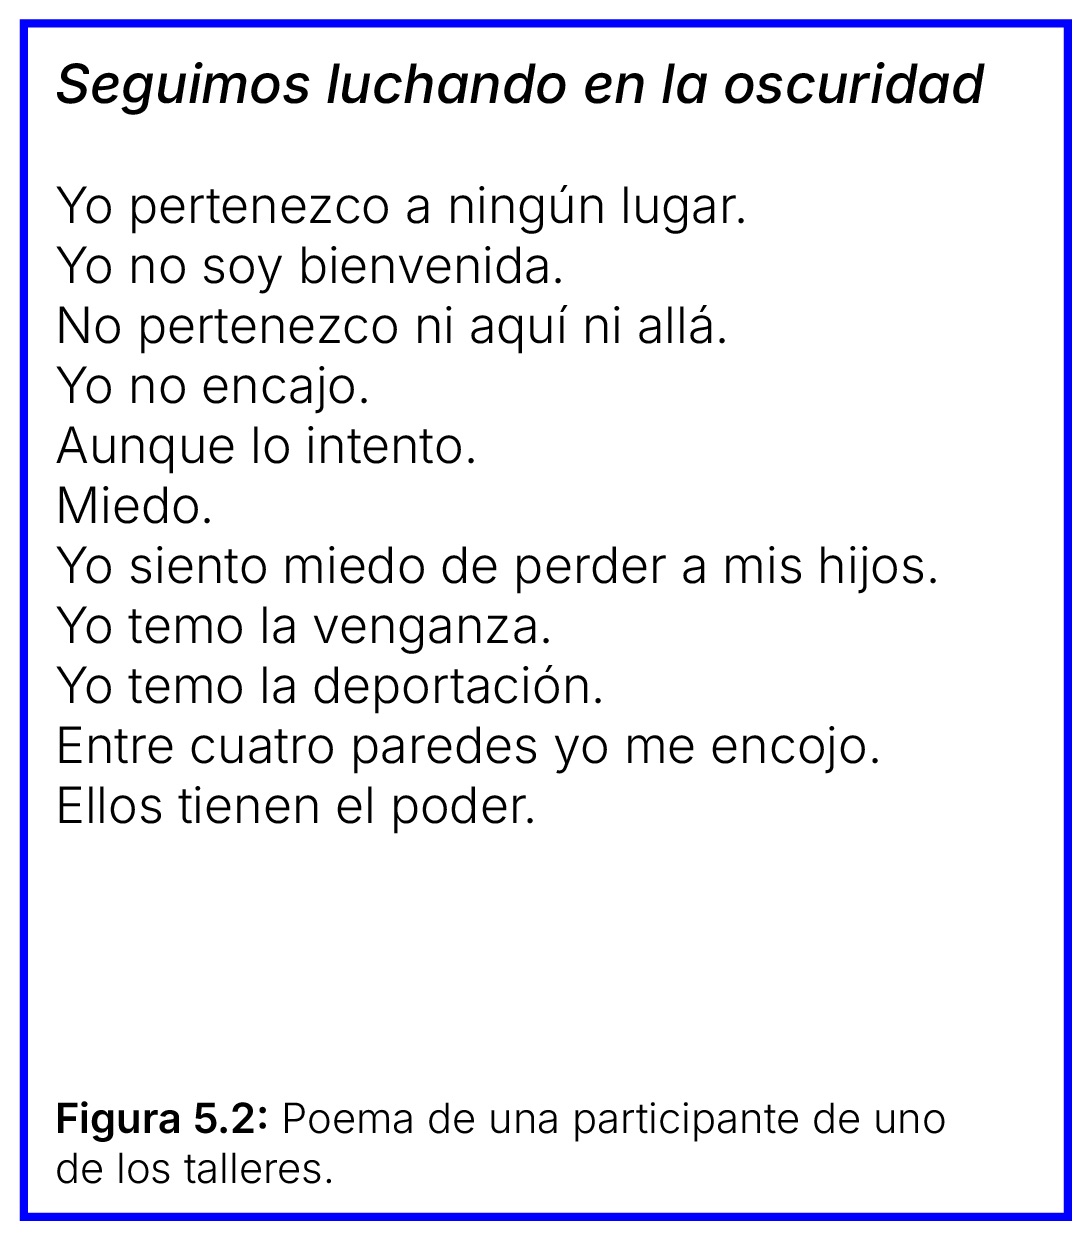 Seguimos luchando en la oscuridad
Yo pertenezco a ningún lugar.
Yo no soy bienvenida.
No pertenezco ni aquí ni allá.
Yo no encajo.
Aunque lo intento.
Miedo.
Yo siento miedo de perder a mis hijos.
Yo temo la venganza.
Yo temo la deportación.
Entre cuatro paredes yo me encojo.
Ellos tienen el poder.
Figura 5.2: Poema de una participante de uno
de los talleres.